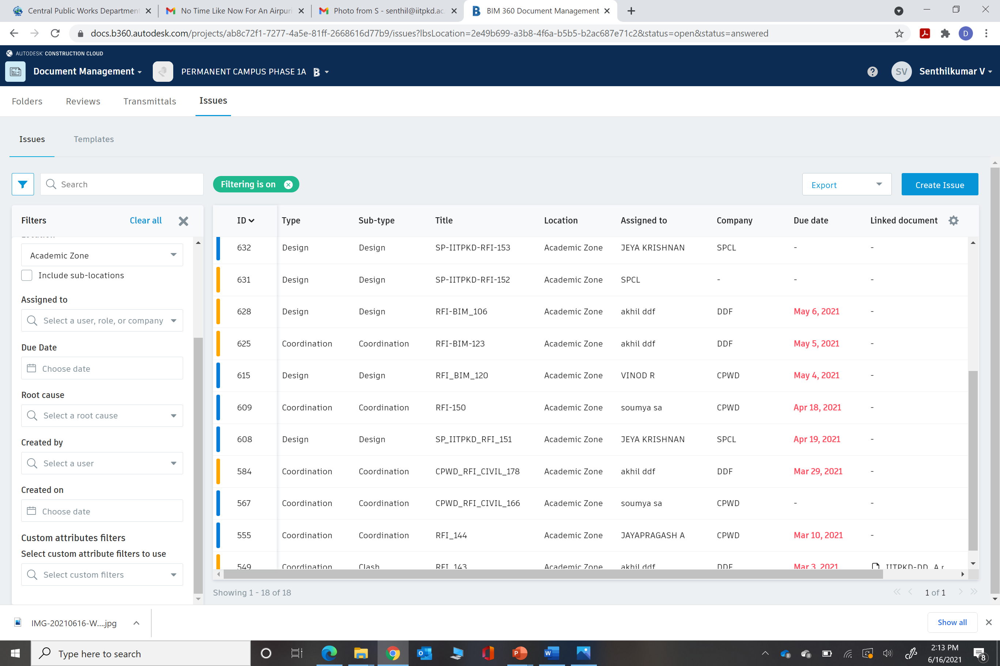 Central Public Works Department
No Time Like Now For An Airpuri
Photo from S - senthil@iitpkd.ac.
BIM 360 Document Management
docs.b360.autodesk.com/projects/ab8c72f1-7277-4a5e-81ff-2668616d77b9/issues?lbsLocation=2e49b699-a3b8-4f6a-b5b5-b2ac687e71c2&status=open&status=answered
D
AUTODESK® CONSTRUCTION CLOUD
Document Management
PERMANENT CAMPUS PHASE 1A
SV Senthilkumar V
Folders Reviews Transmittals Issues
Issues Templates
Search
Filtering is on
Export
Create Issue
Filters Clear all
Academic Zone
Include sub-locations
Assigned to
Select a user, role, or company
Due Date
Choose date
Root cause
Select a root cause
Created by
Select a user
Created on
Choose date
Custom attributes filters
Select custom attribute filters to use
Select custom filters
ID Type Sub-type Title Location Assigned to Company Due date Linked document
632 Design Design SP-IITPKD-RFI-153 Academic Zone JEYA KRISHNAN SPCL - -
631 Design Design SP-IITPKD-RFI-152 Academic Zone SPCL - - -
628 Design Design RFI-BIM_106 Academic Zone akhil ddf DDF May 6, 2021 -
625 Coordination Coordination RFI-BIM-123 Academic Zone akhil ddf DDF May 5, 2021 -
615 Design Design RFI_BIM_120 Academic Zone VINOD R CPWD May 4, 2021 -
609 Coordination Coordination RFI-150 Academic Zone soumya sa CPWD Apr 18, 2021 -
608 Design Design SP_IITPKD_RFI_151 Academic Zone JEYA KRISHNAN SPCL Apr 19, 2021 -
584 Coordination Coordination CPWD_RFI_CIVIL_178 Academic Zone akhil ddf DDF Mar 29, 2021 -
567 Coordination Coordination CPWD_RFI_CIVIL_166 Academic Zone soumya sa CPWD - -
555 Coordination Coordination RFI_144 Academic Zone JAYAPRAGASH A CPWD Mar 10, 2021 -
549 Coordination Clash RFI_143 Academic Zone akhil ddf DDF Mar 3, 2021
Showing 1 - 18 of 18
1 of 1
IMG-20210616-W....jpg
Show all
Type here to search
2:13 PM
6/16/2021
8